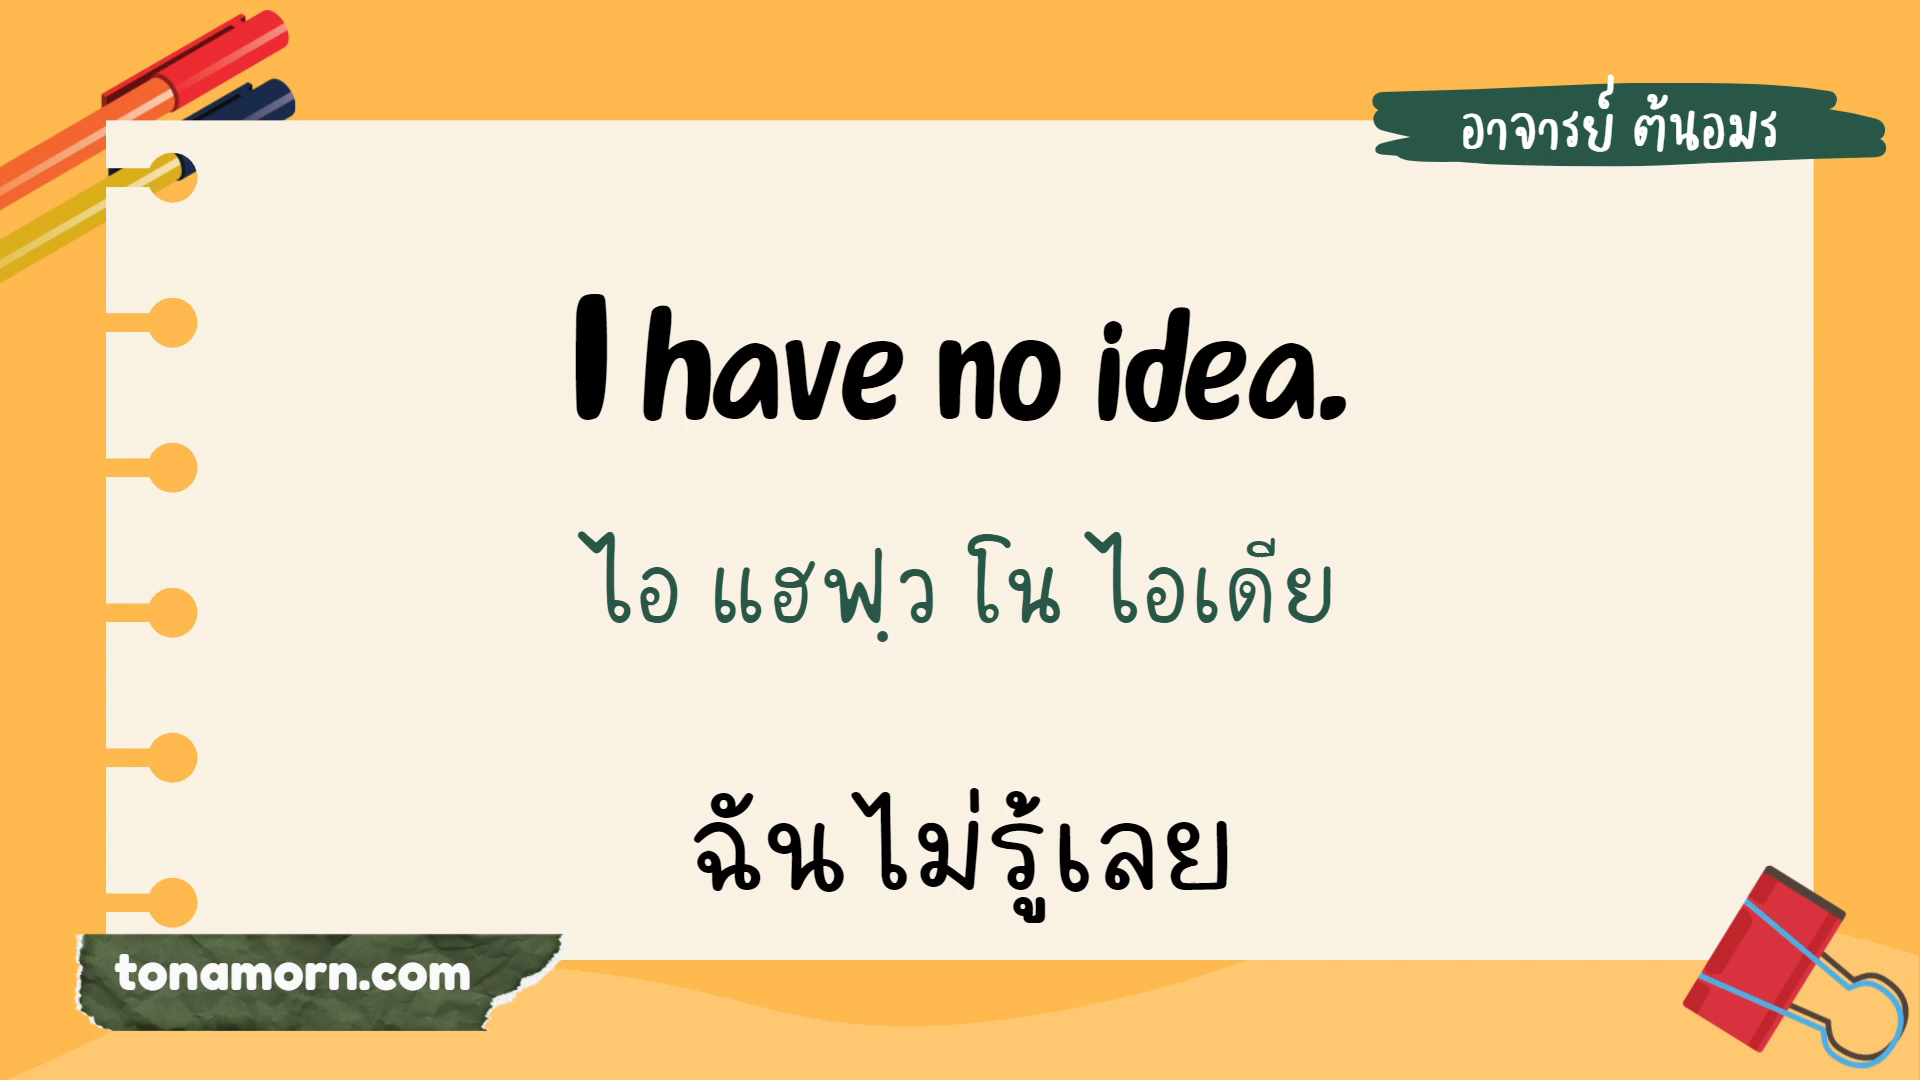 อาจารย์ ต้นอมร
I have no idea.
ไอ แฮฟฺว โน ไอเดีย
ฉันไม่รู้เลย
tonamorn.com